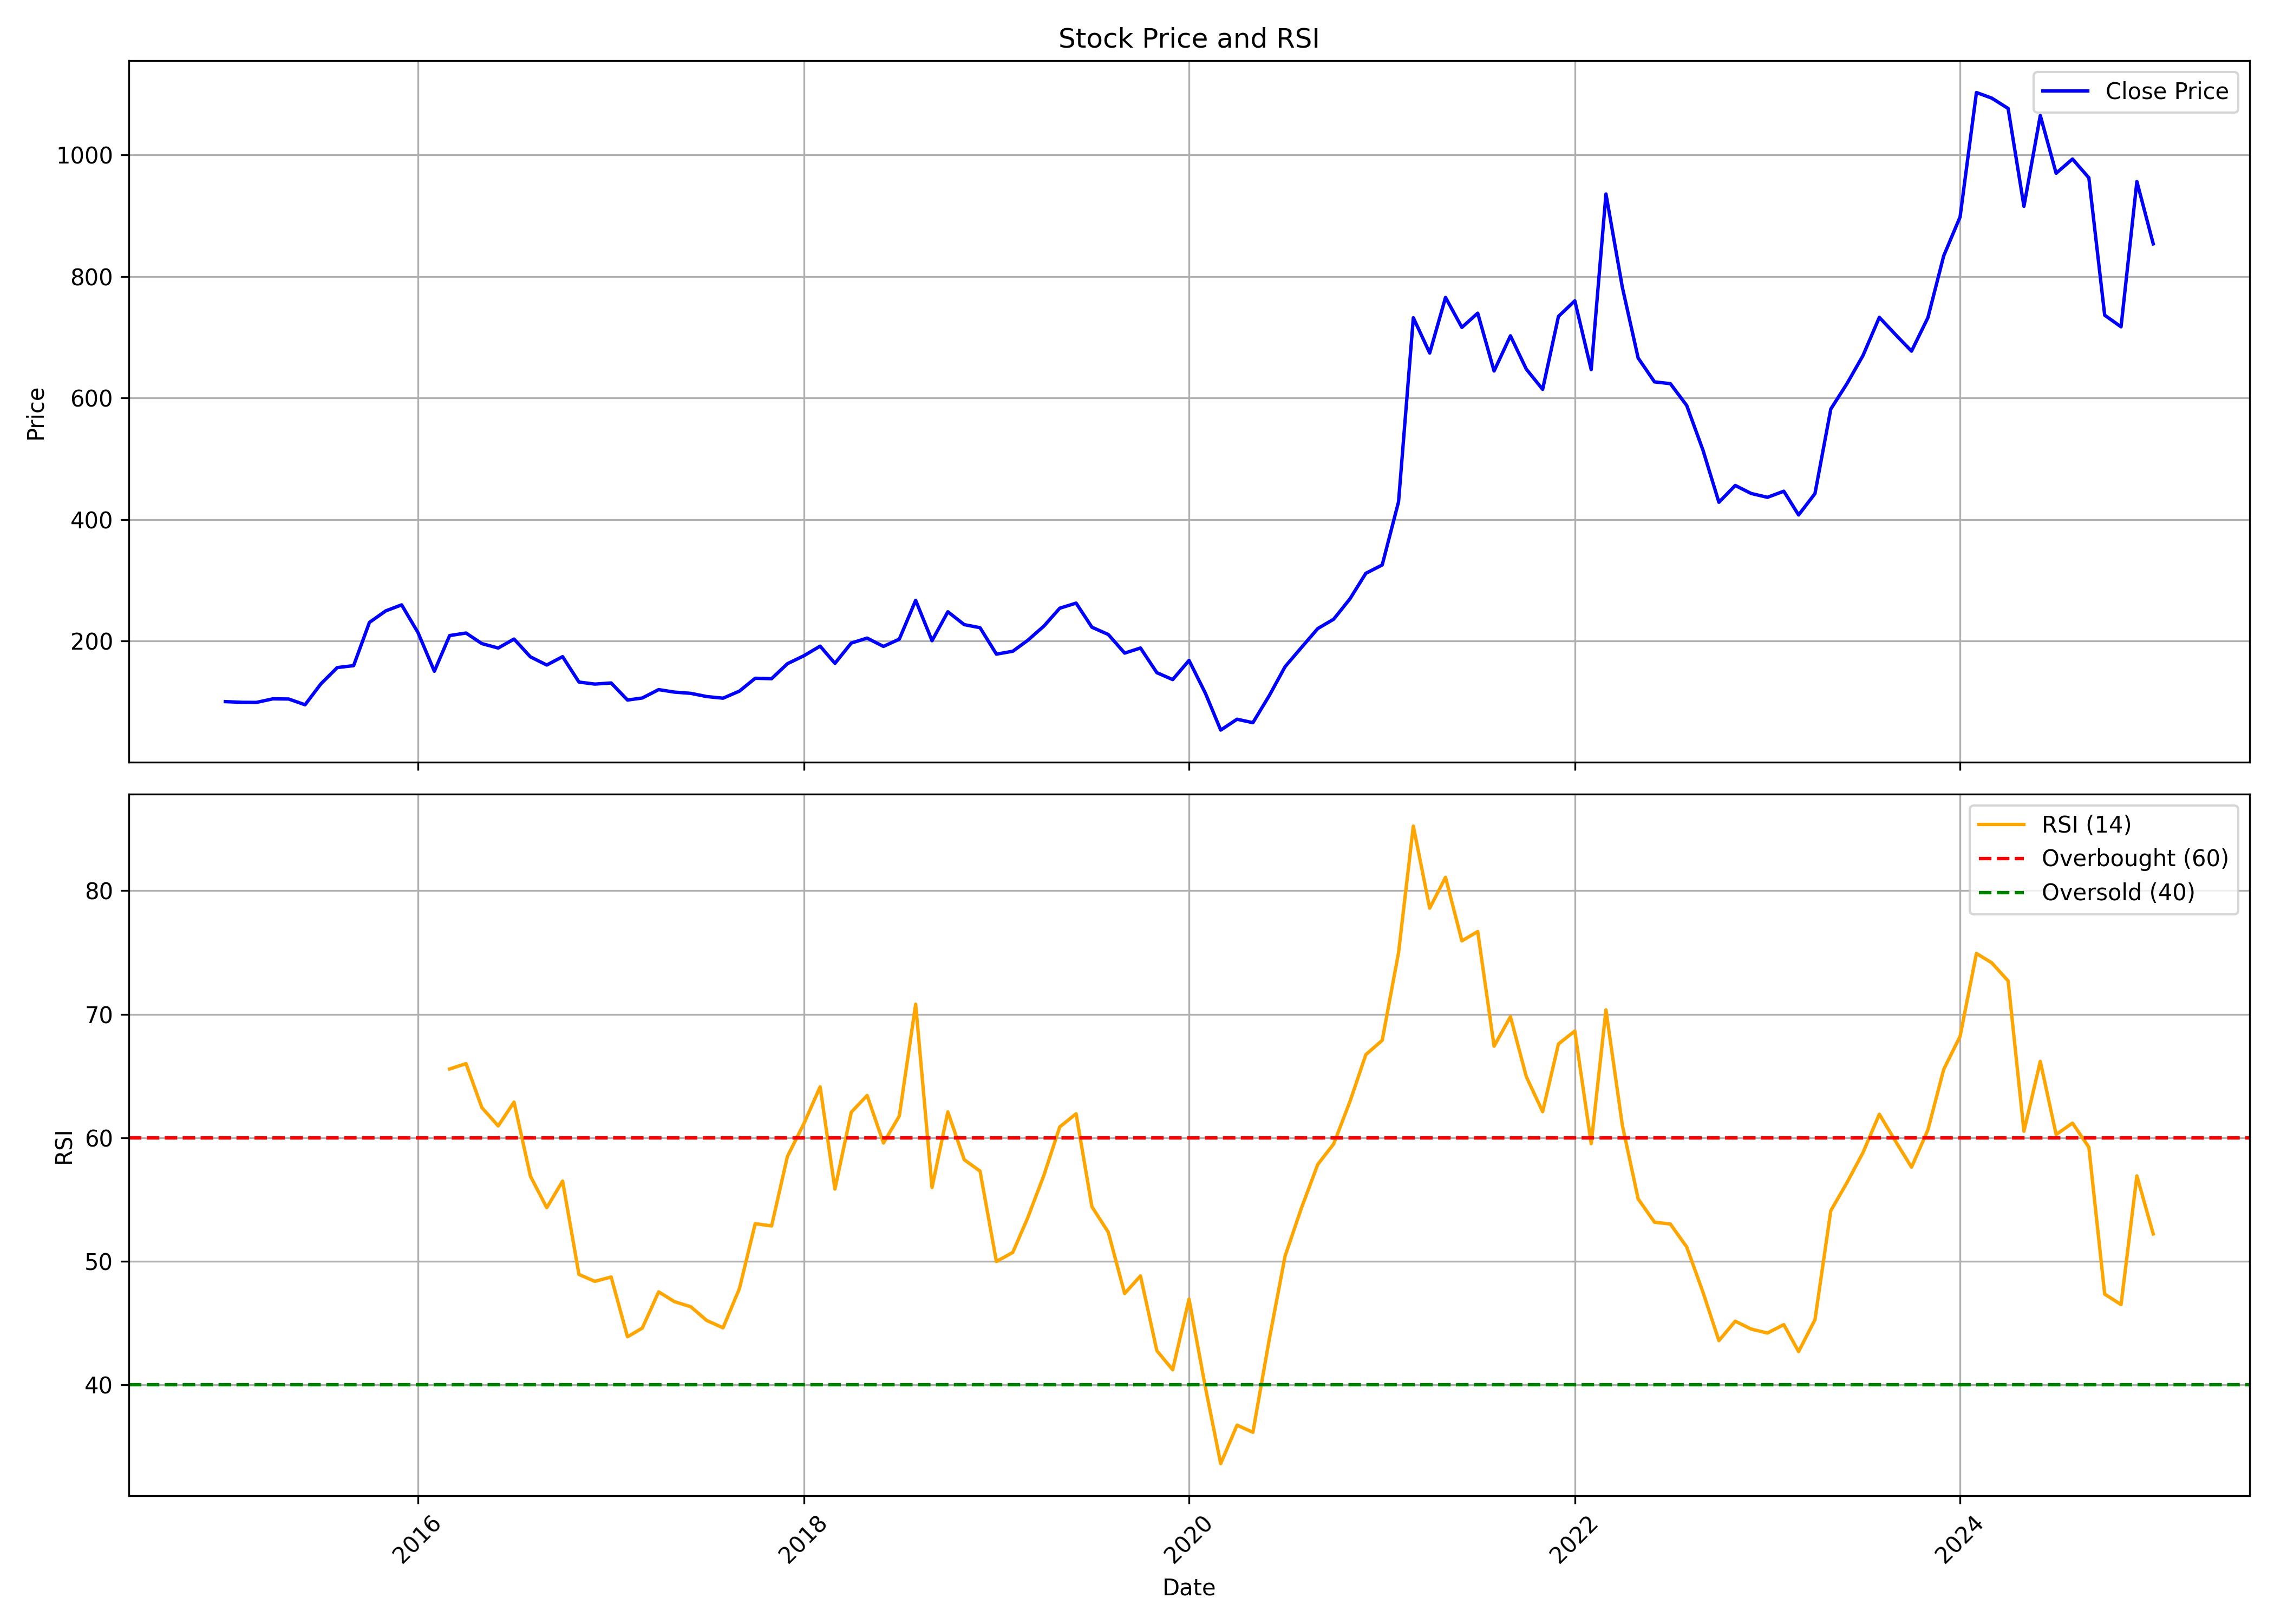 Stock Price and RSI
Close Price
1000
800
600
400
200
Price
RSI (14)
Overbought (60)
Oversold (40)
80
70
60
50
40
RSI
2016
2018
2020
2022
2024
Date